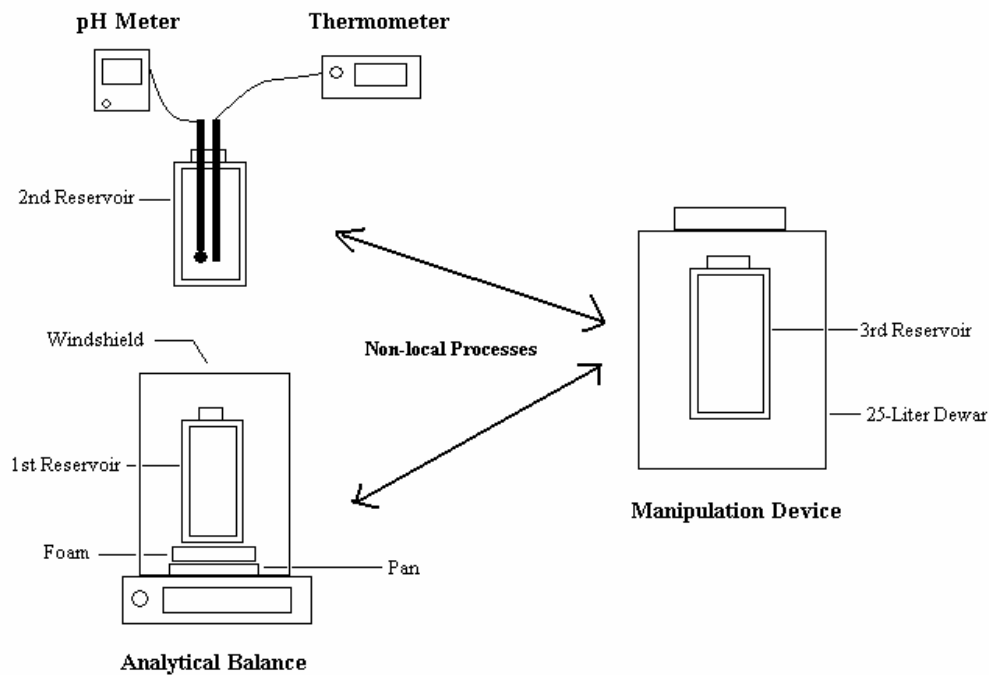 pH Meter
Thermometer
2nd Reservoir
Windshield
Non-local Processes
3rd Reservoir
25-Liter Dewar
1st Reservoir
Manipulation Device
Foam
Pan
Analytical Balance